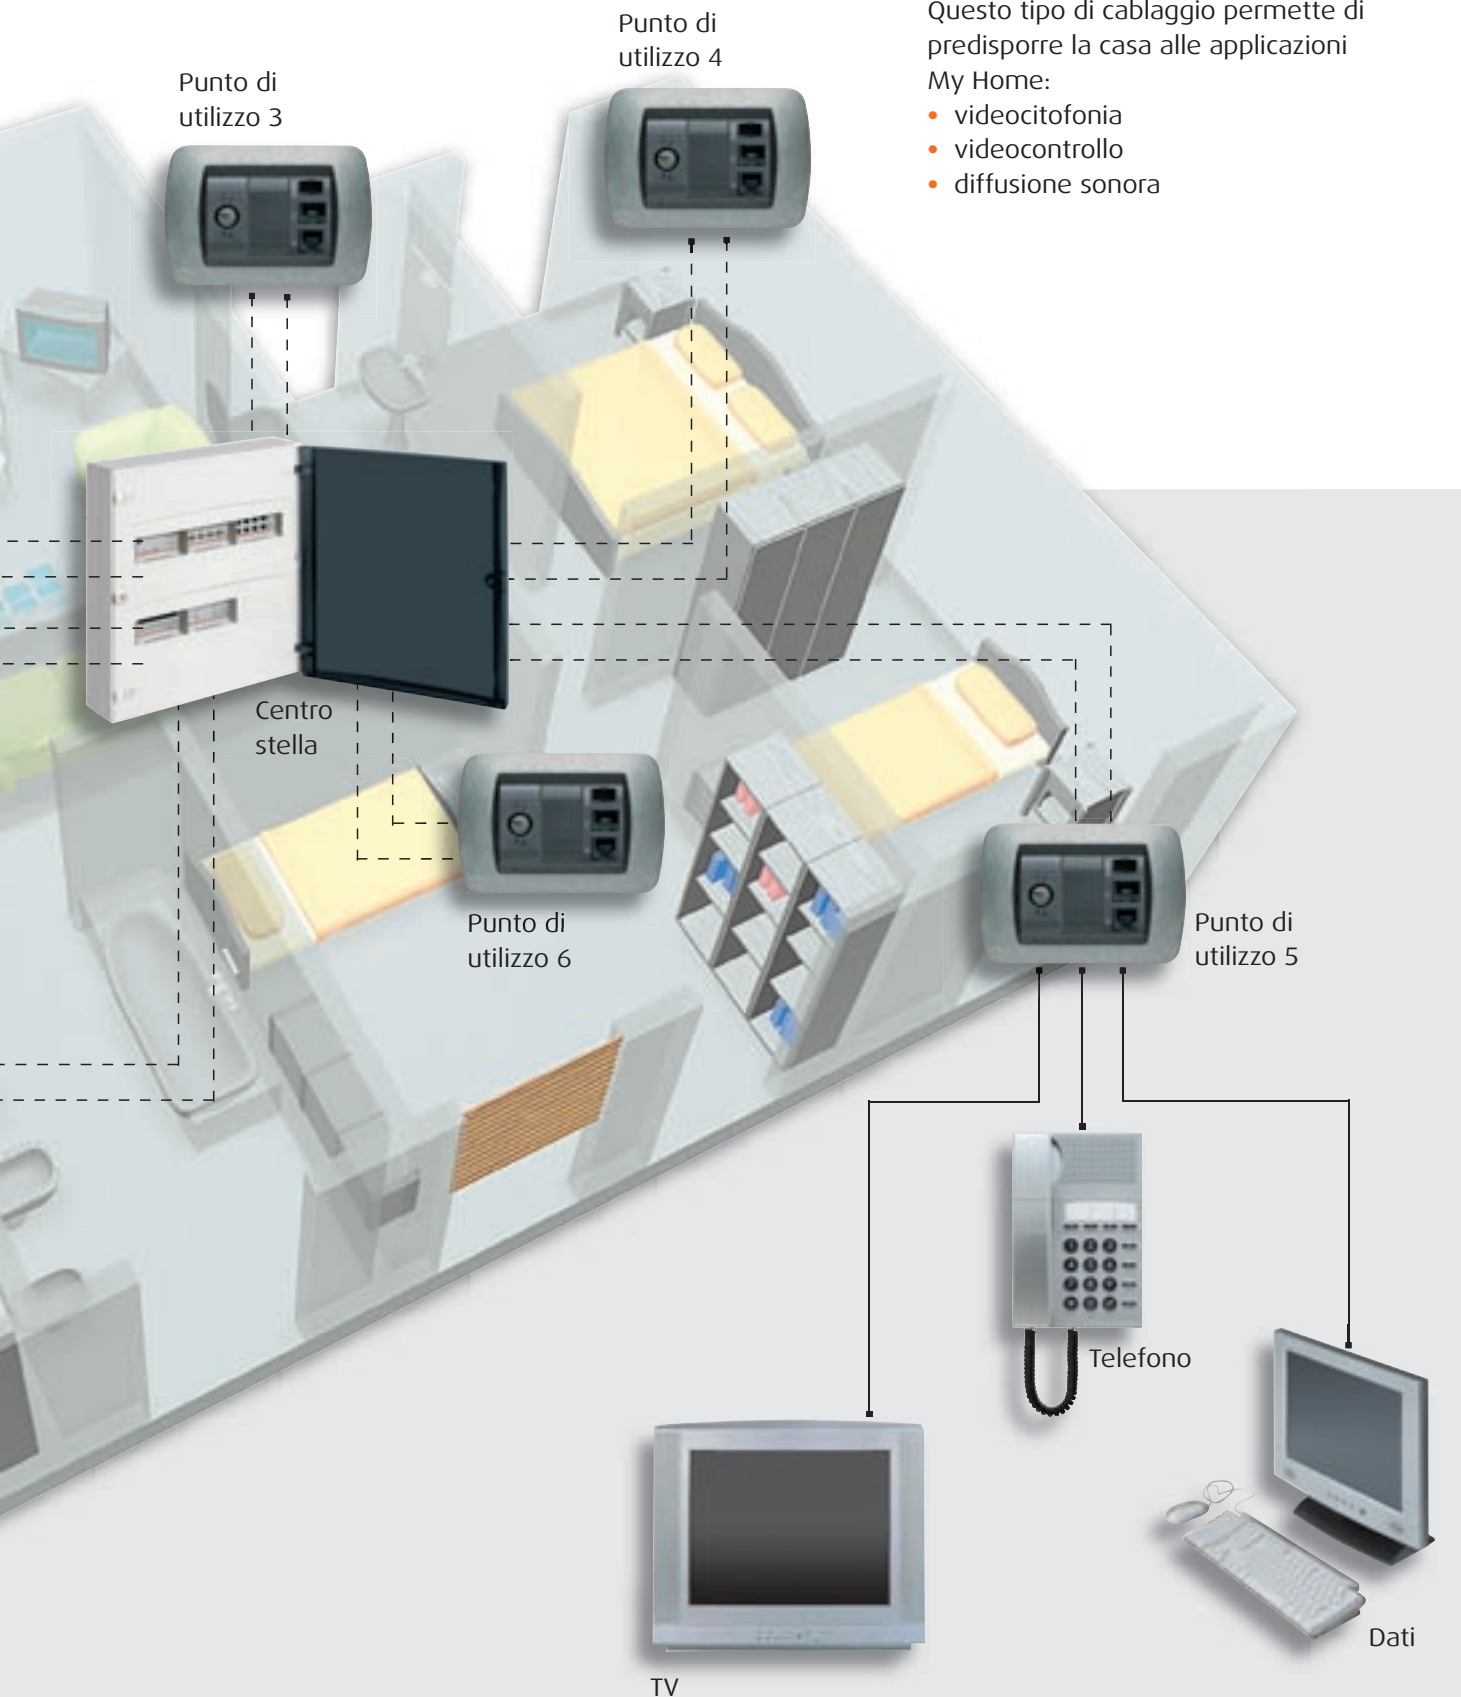 Questo tipo di cablaggio permette di
predisporre la casa alle applicazioni
My Home:
• videocitofonia
• videocontrollo
• diffusione sonora
Punto di
utilizzo 4
Punto di
utilizzo 3
Centro
stella
Punto di
utilizzo 6
Punto di
utilizzo 5
Telefono
Dati
TV